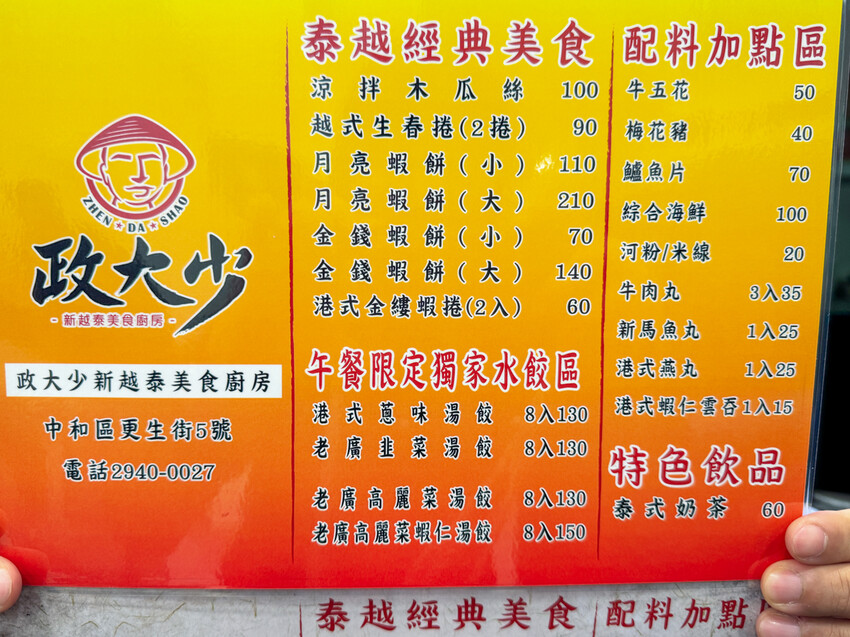 ZHEN★DA★SHAO
政大少
-新越泰美食廚房-
政大少新越泰美食廚房
中和區更生街5號
電話2940-0027
泰越經典美食
涼拌木瓜絲 100
越式生春捲(2捲) 90
月亮蝦餅(小) 110
月亮蝦餅(大) 210
金錢蝦餅(小) 70
金錢蝦餅(大) 140
港式金縷蝦捲(2入) 60
午餐限定獨家水餃區
港式蔥味湯餃 8入130
老廣韭菜湯餃 8入130
老廣高麗菜湯餃 8入130
老廣高麗菜蝦仁湯餃 8入150
配料加點區
牛五花 50
梅花豬 40
鱸魚片 70
綜合海鮮 100
河粉/米線 20
牛肉丸 3入35
新馬魚丸 1入25
港式燕丸 1入25
港式蝦仁雲吞 1入15
特色飲品
泰式奶茶 60
泰越經典美食
配料加點